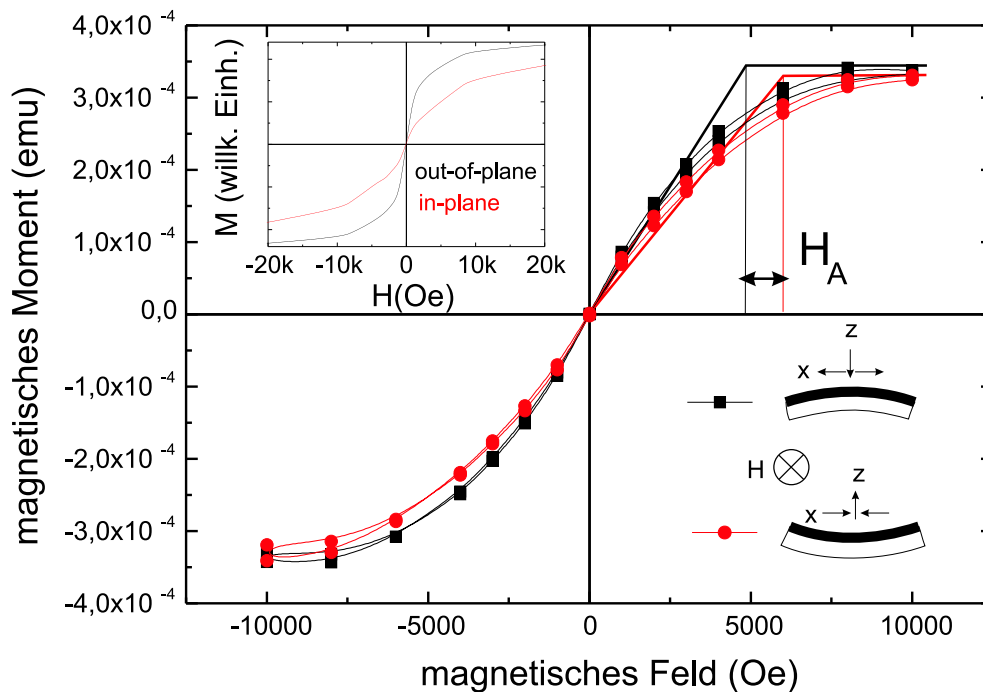 4,0x10⁻⁴
3,0x10⁻⁴
2,0x10⁻⁴
1,0x10⁻⁴
0,0
-1,0x10⁻⁴
-2,0x10⁻⁴
-3,0x10⁻⁴
-4,0x10⁻⁴
magnetisches Moment (emu)
-10000 -5000 0 5000 10000
magnetisches Feld (Oe)
M (willk. Einh.)
out-of-plane
in-plane
-20k -10k 0 10k 20k
H(Oe)
H_A
z
x
H
z
x